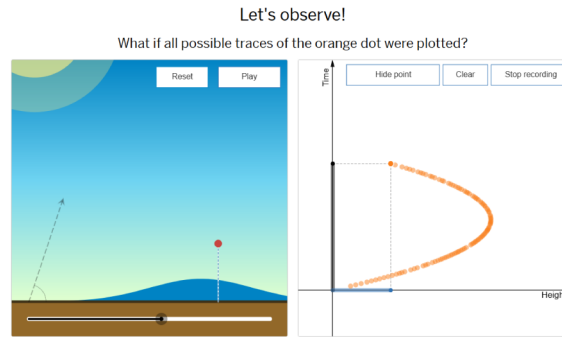 Let's observe!
What if all possible traces of the orange dot were plotted?
Reset
Play
Time
Hide point
Clear
Stop recording